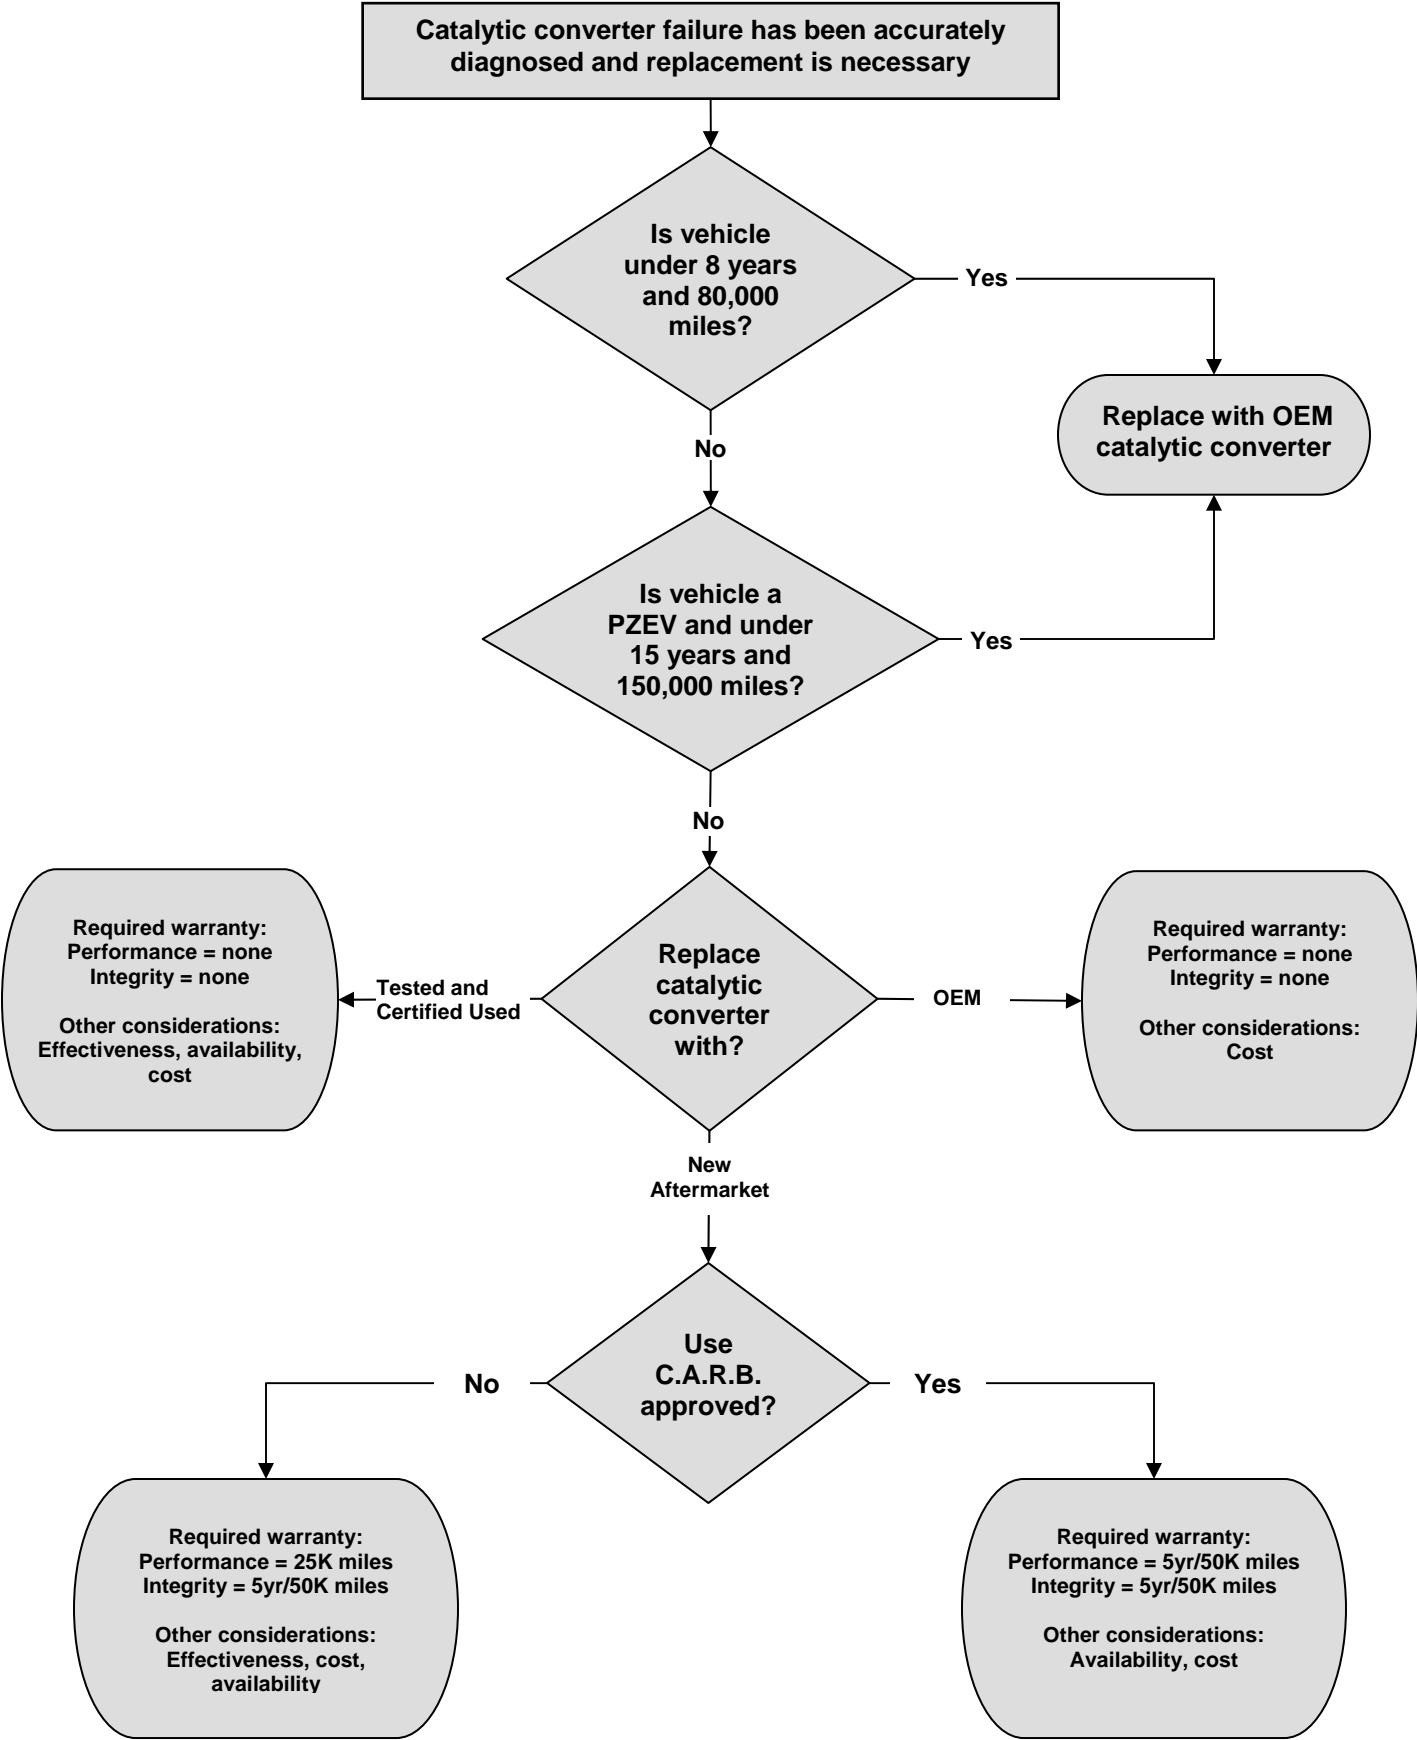 Catalytic converter failure has been accurately
diagnosed and replacement is necessary
Is vehicle
under 8 years
and 80,000
miles?
Yes
Replace with OEM
catalytic converter
No
Is vehicle a
PZEV and under
15 years and
150,000 miles?
Yes
No
Required warranty:
Performance = none
Integrity = none
Other considerations:
Effectiveness, availability,
cost
Tested and
Certified Used
Replace
catalytic
converter
with?
OEM
Required warranty:
Performance = none
Integrity = none
Other considerations:
Cost
New
Aftermarket
Use
C.A.R.B.
approved?
No
Yes
Required warranty:
Performance = 25K miles
Integrity = 5yr/50K miles
Other considerations:
Effectiveness, cost,
availability
Required warranty:
Performance = 5yr/50K miles
Integrity = 5yr/50K miles
Other considerations:
Availability, cost